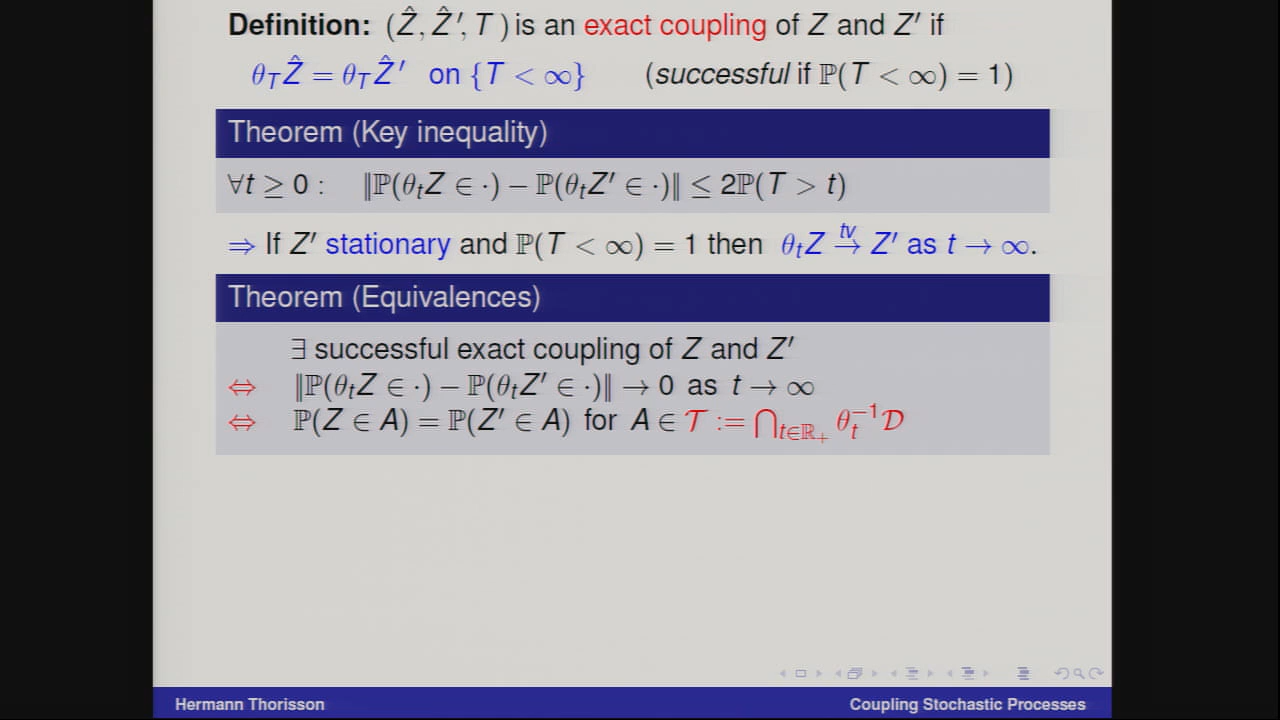 Definition: (Ẑ, Ẑ′, T) is an exact coupling of Z and Z′ if
θ_T Ẑ = θ_T Ẑ′ on {T < ∞} (successful if ℙ(T < ∞) = 1)
Theorem (Key inequality)
∀t ≥ 0 : ‖ℙ(θ_t Z ∈ ·) − ℙ(θ_t Z′ ∈ ·)‖ ≤ 2ℙ(T > t)
⇒ If Z′ stationary and ℙ(T < ∞) = 1 then θ_t Z →^{tv} Z′ as t → ∞.
Theorem (Equivalences)
∃ successful exact coupling of Z and Z′
⇔ ‖ℙ(θ_t Z ∈ ·) − ℙ(θ_t Z′ ∈ ·)‖ → 0 as t → ∞
⇔ ℙ(Z ∈ A) = ℙ(Z′ ∈ A) for A ∈ 𝒯 := ⋂_{t∈ℝ₊} θ_t^{−1} 𝒟
Hermann Thorisson Coupling Stochastic Processes